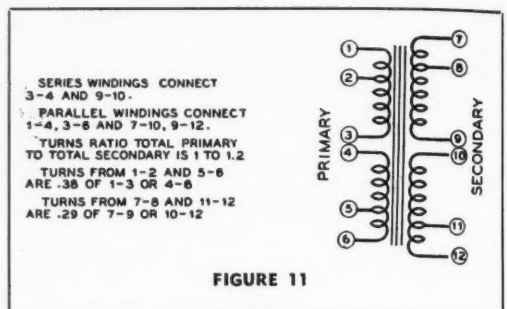 SERIES WINDINGS CONNECT
3-4 AND 9-10.
PARALLEL WINDINGS CONNECT
1-4, 3-6 AND 7-10, 9-12.
TURNS RATIO TOTAL PRIMARY
TO TOTAL SECONDARY IS 1 TO 1.2
TURNS FROM 1-2 AND 5-6
ARE .38 OF 1-3 OR 4-6
TURNS FROM 7-8 AND 11-12
ARE .29 OF 7-9 OR 10-12
PRIMARY
1
2
3
4
5
6
7
8
9
10
11
12
SECONDARY
FIGURE 11